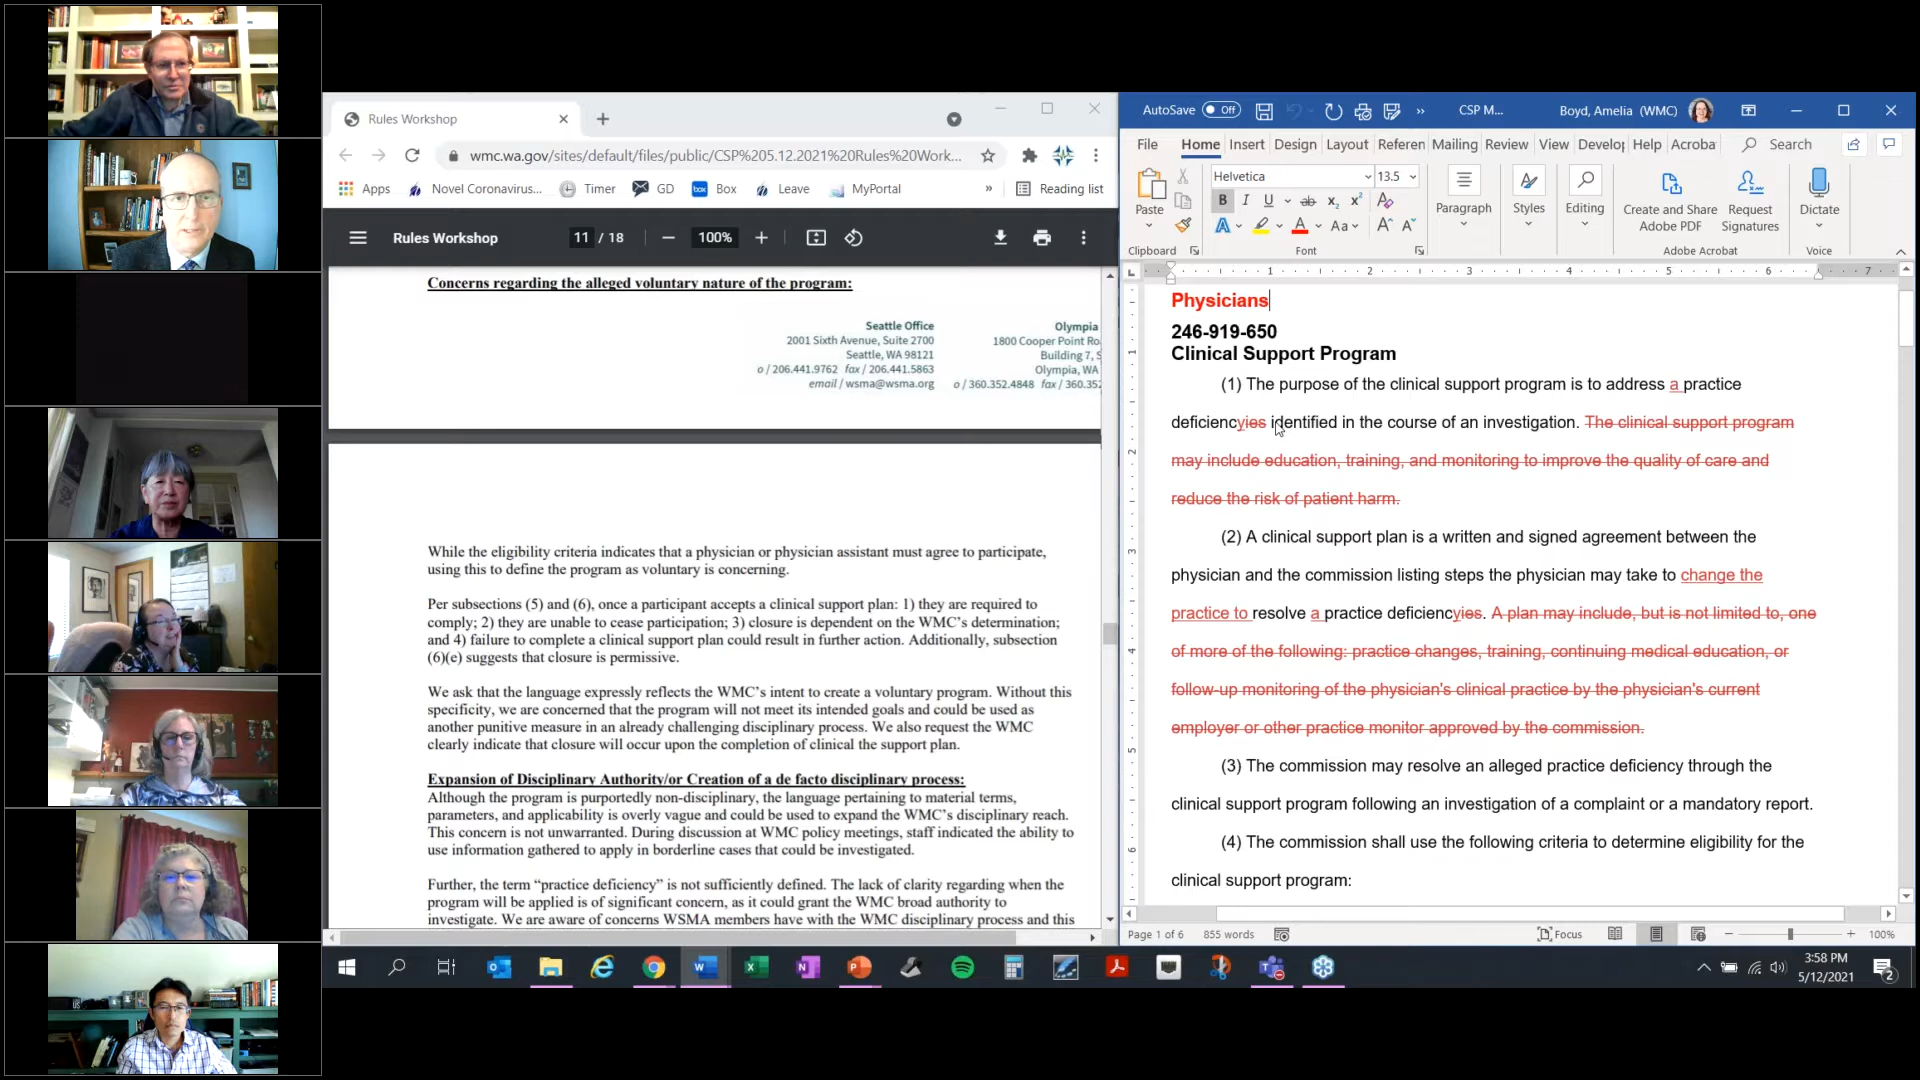 Rules Workshop
wmc.wa.gov/sites/default/files/public/CSP%205.12.2021%20Rules%20Work...
Apps
Novel Coronavirus...
Timer
GD
Box
Leave
MyPortal
»
Reading list
Rules Workshop
11 / 18
100%
Concerns regarding the alleged voluntary nature of the program:
Seattle Office
2001 Sixth Avenue, Suite 2700
Seattle, WA 98121
o / 206.441.9762 fax / 206.441.5863
email / wsma@wsma.org
Olympia
1800 Cooper Point Ro
Building 7, S
Olympia, WA
o / 360.352.4848 fax / 360.352
While the eligibility criteria indicates that a physician or physician assistant must agree to participate,
using this to define the program as voluntary is concerning.
Per subsections (5) and (6), once a participant accepts a clinical support plan: 1) they are required to
comply; 2) they are unable to cease participation; 3) closure is dependent on the WMC's determination;
and 4) failure to complete a clinical support plan could result in further action. Additionally, subsection
(6)(e) suggests that closure is permissive.
We ask that the language expressly reflects the WMC's intent to create a voluntary program. Without this
specificity, we are concerned that the program will not meet its intended goals and could be used as
another punitive measure in an already challenging disciplinary process. We also request the WMC
clearly indicate that closure will occur upon the completion of clinical the support plan.
Expansion of Disciplinary Authority/or Creation of a de facto disciplinary process:
Although the program is purportedly non-disciplinary, the language pertaining to material terms,
parameters, and applicability is overly vague and could be used to expand the WMC's disciplinary reach.
This concern is not unwarranted. During discussion at WMC policy meetings, staff indicated the ability to
use information gathered to apply in borderline cases that could be investigated.
Further, the term “practice deficiency” is not sufficiently defined. The lack of clarity regarding when the
program will be applied is of significant concern, as it could grant the WMC broad authority to
investigate. We are aware of concerns WSMA members have with the WMC disciplinary process and this
AutoSave Off
CSP M...
Boyd, Amelia (WMC)
File Home Insert Design Layout Referen Mailing Review View Develop Help Acroba Search
Helvetica 13.5
Paste
Clipboard
Font
Paragraph
Styles
Editing
Create and Share
Adobe PDF
Request
Signatures
Adobe Acrobat
Dictate
Voice
1 2 3 4 5 6 7
Physicians
246-919-650
Clinical Support Program
(1) The purpose of the clinical support program is to address a practice
deficiencyies identified in the course of an investigation. The clinical support program
may include education, training, and monitoring to improve the quality of care and
reduce the risk of patient harm.
(2) A clinical support plan is a written and signed agreement between the
physician and the commission listing steps the physician may take to change the
practice to resolve a practice deficiencyies. A plan may include, but is not limited to, one
of more of the following: practice changes, training, continuing medical education, or
follow-up monitoring of the physician's clinical practice by the physician's current
employer or other practice monitor approved by the commission.
(3) The commission may resolve an alleged practice deficiency through the
clinical support program following an investigation of a complaint or a mandatory report.
(4) The commission shall use the following criteria to determine eligibility for the
clinical support program:
Page 1 of 6
855 words
Focus
100%
3:58 PM
5/12/2021
2